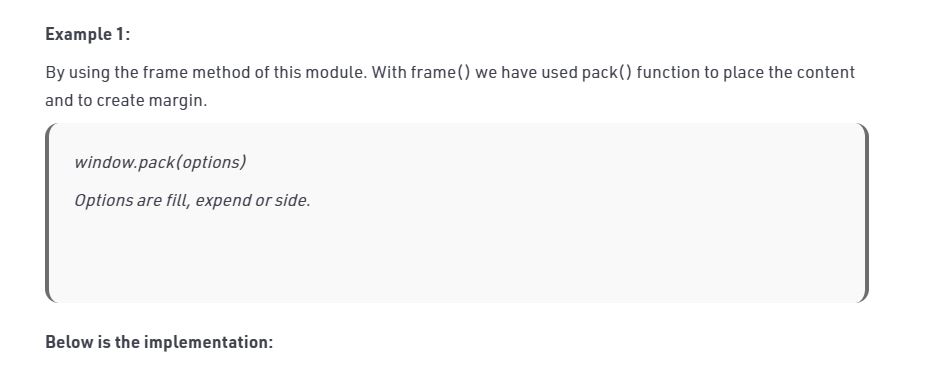 Example 1:
By using the frame method of this module. With frame() we have used pack() function to place the content
and to create margin.
window.pack(options)
Options are fill, expend or side.
Below is the implementation: